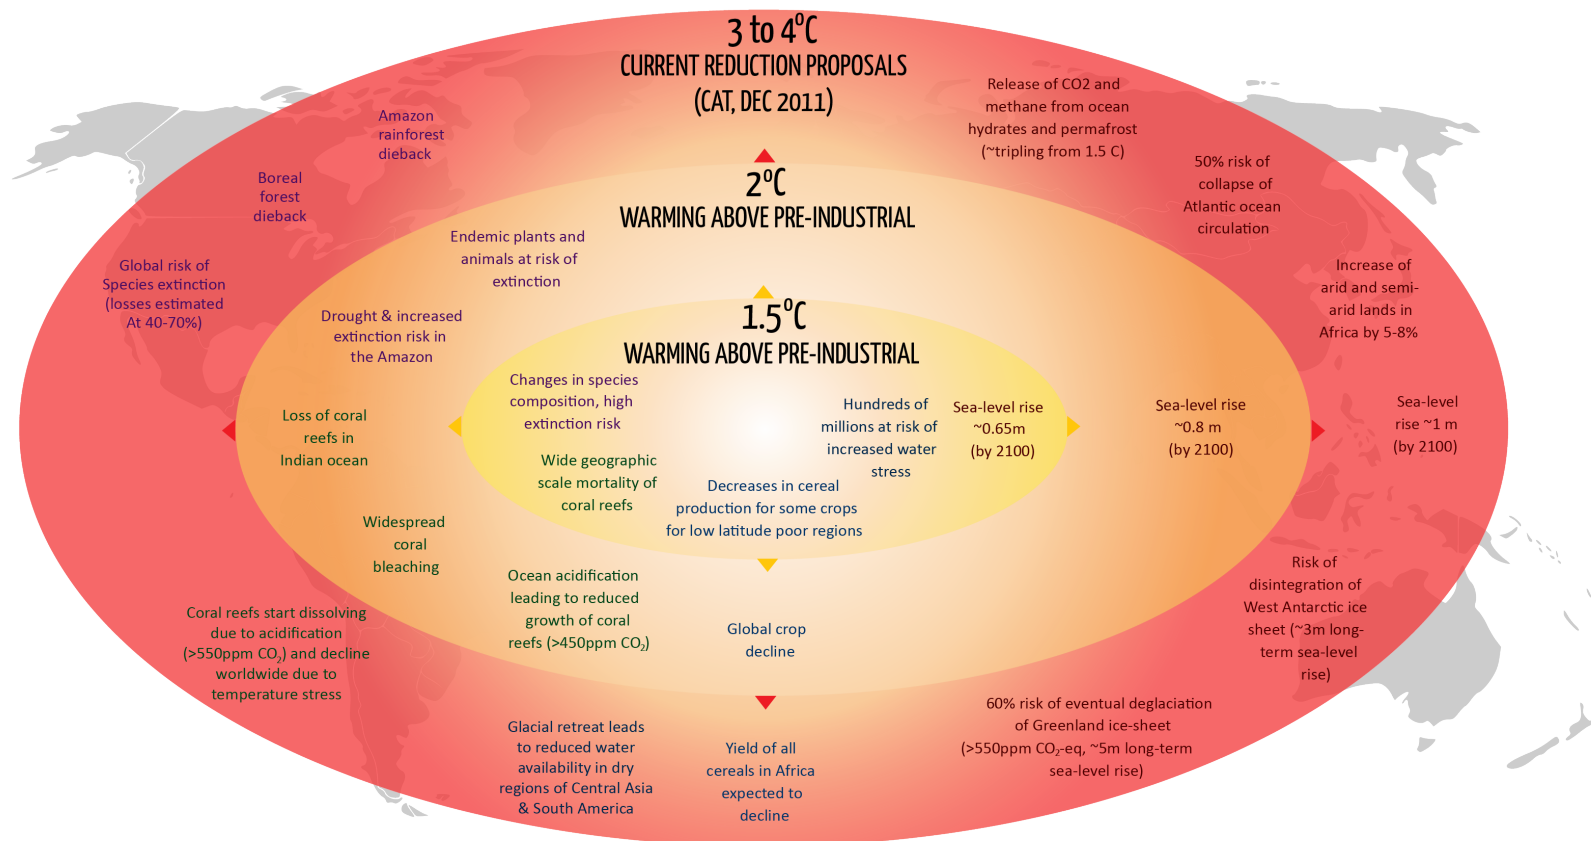 3 to 4⁰C
CURRENT REDUCTION PROPOSALS
(CAT, DEC 2011)
Amazon
rainforest
dieback
Boreal
forest
dieback
Global risk of
Species extinction
(losses estimated
At 40-70%)
Release of CO2 and
methane from ocean
hydrates and permafrost
(~tripling from 1.5 C)
50% risk of
collapse of
Atlantic ocean
circulation
Increase of
arid and semi-
arid lands in
Africa by 5-8%
2⁰C
WARMING ABOVE PRE-INDUSTRIAL
Endemic plants and
animals at risk of
extinction
Drought & increased
extinction risk in
the Amazon
1.5⁰C
WARMING ABOVE PRE-INDUSTRIAL
Changes in species
composition, high
extinction risk
Wide geographic
scale mortality of
coral reefs
Hundreds of
millions at risk of
increased water
stress
Decreases in cereal
production for some crops
for low latitude poor regions
Sea-level rise
~0.65m
(by 2100)
Sea-level rise
~0.8 m
(by 2100)
Sea-level
rise ~1 m
(by 2100)
Loss of coral
reefs in
Indian ocean
Widespread
coral
bleaching
Ocean acidification
leading to reduced
growth of coral
reefs (>450ppm CO₂)
Global crop
decline
Coral reefs start dissolving
due to acidification
(>550ppm CO₂) and decline
worldwide due to
temperature stress
Risk of
disintegration of
West Antarctic ice
sheet (~3m long-
term sea-level
rise)
Glacial retreat leads
to reduced water
availability in dry
regions of Central Asia
& South America
Yield of all
cereals in Africa
expected to
decline
60% risk of eventual deglaciation
of Greenland ice-sheet
(>550ppm CO₂-eq, ~5m long-term
sea-level rise)